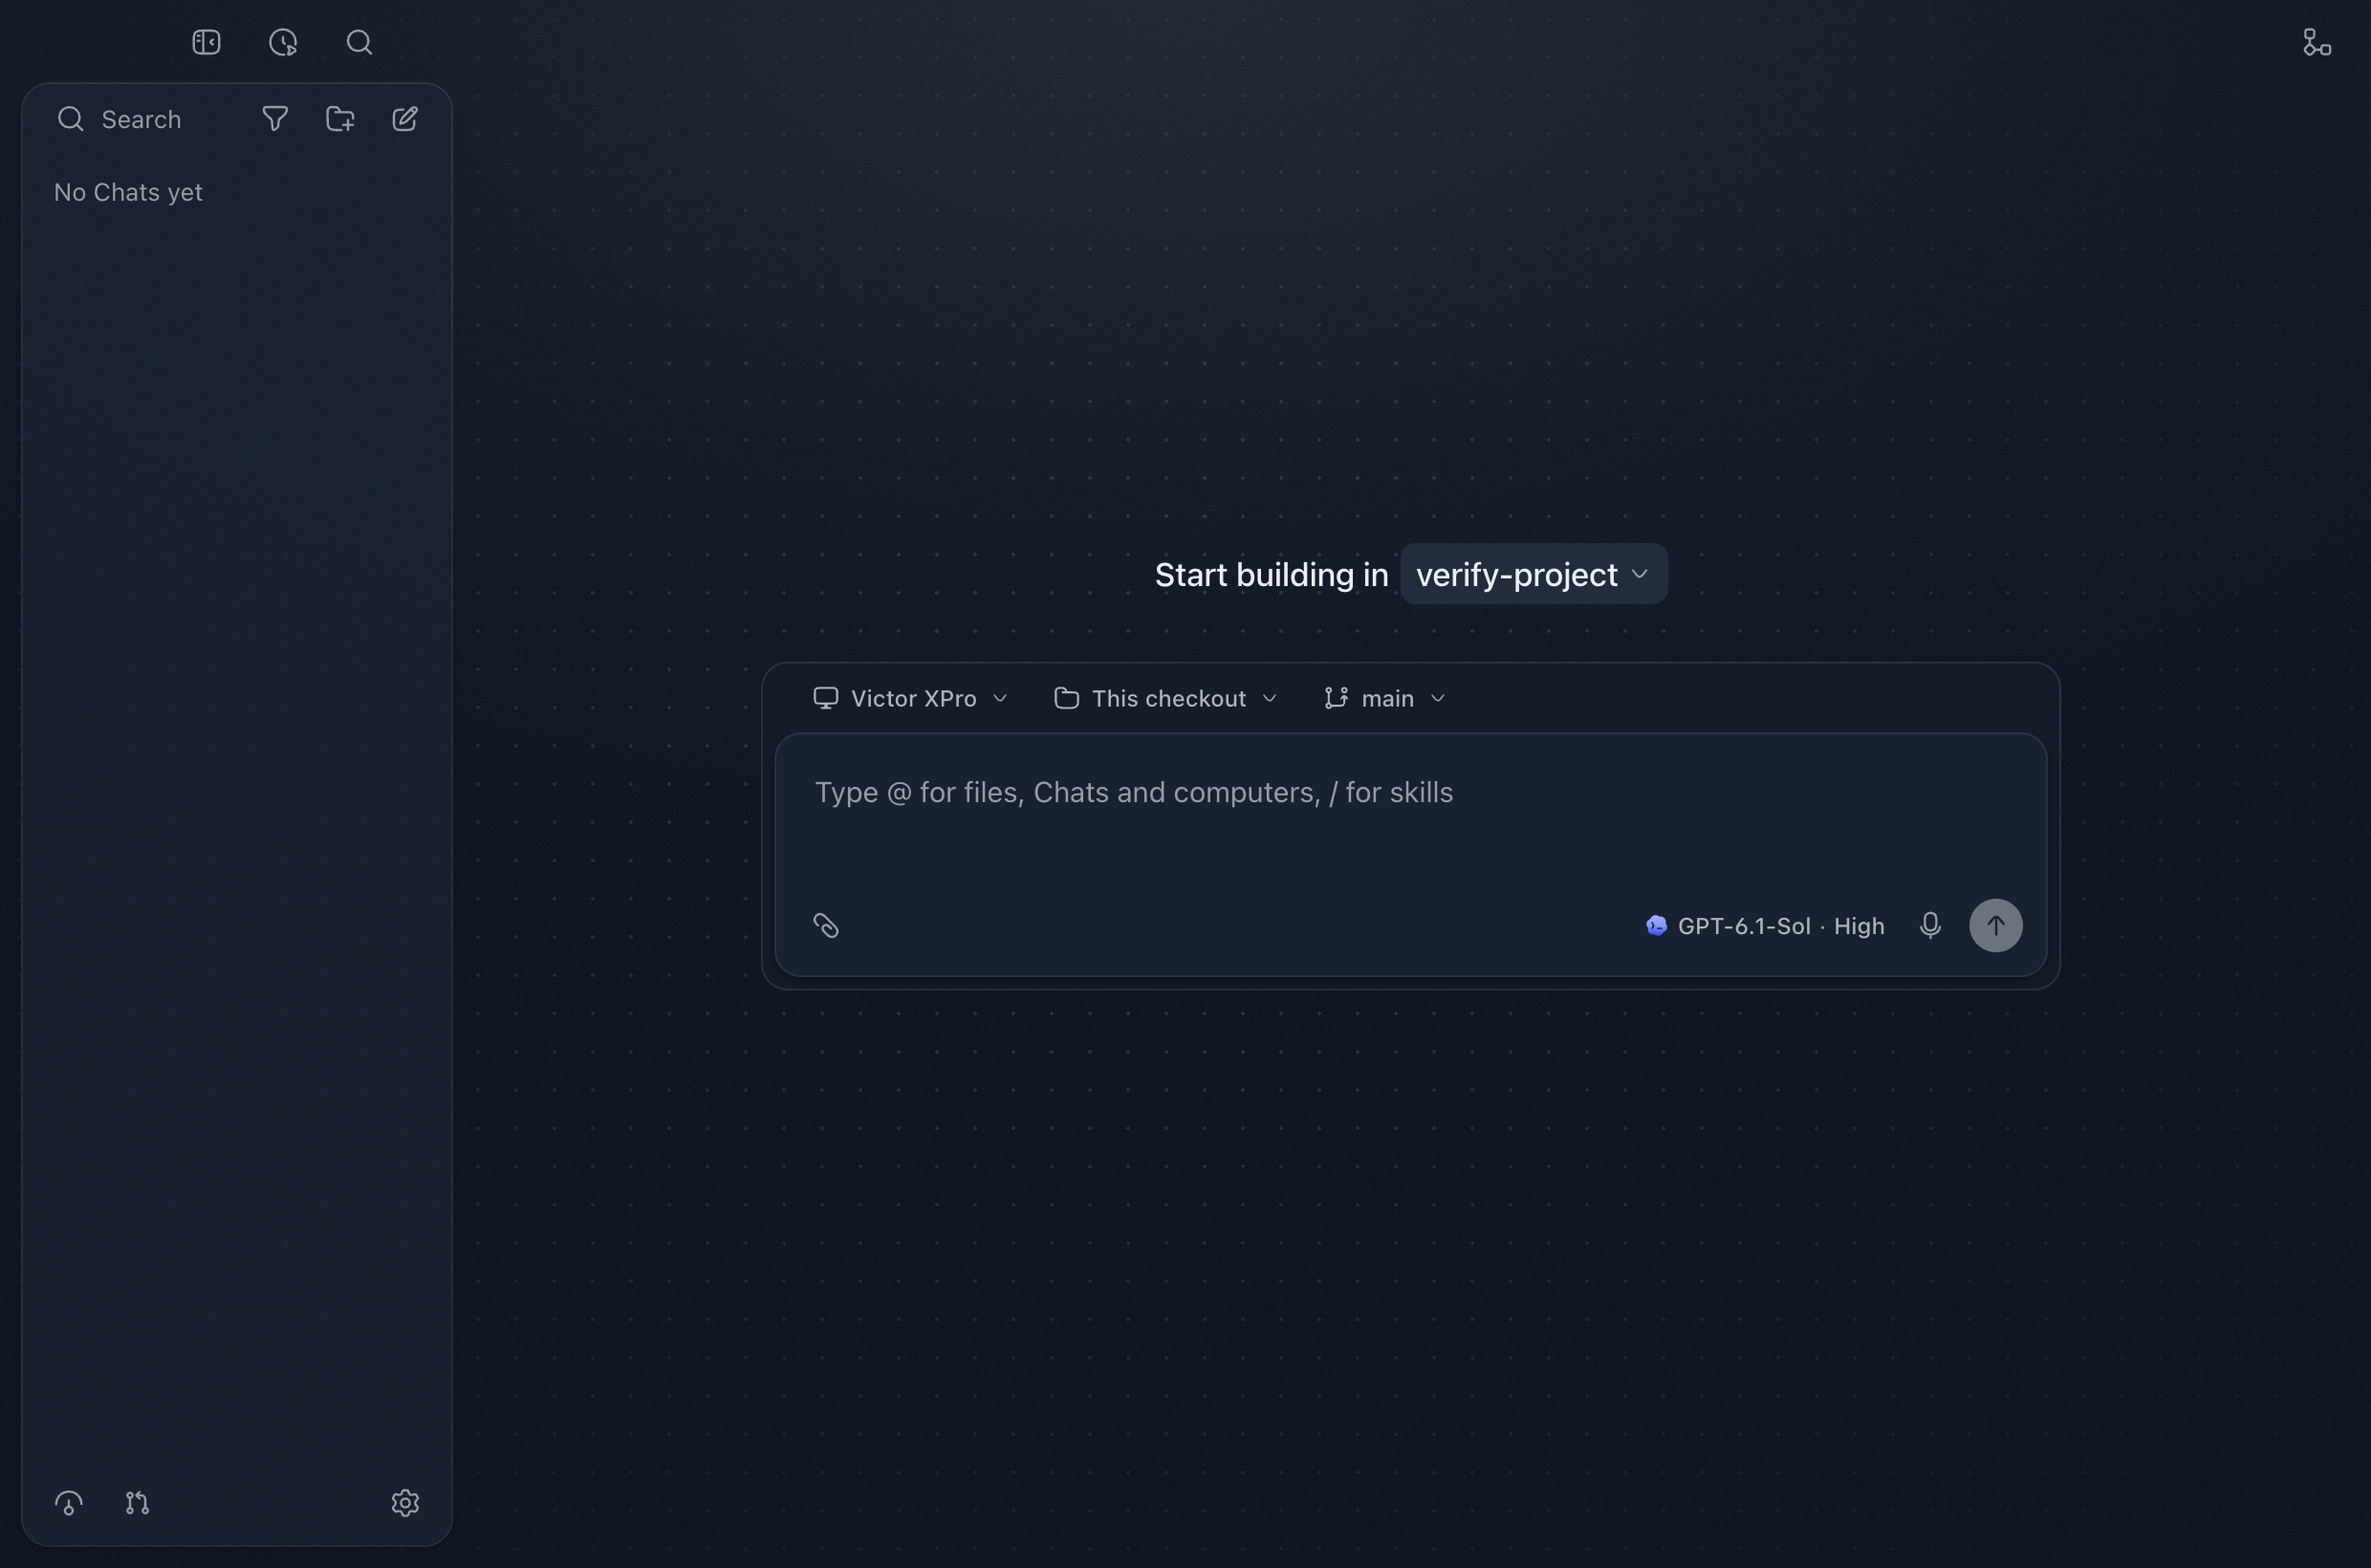 Search
No Chats yet
Start building in verify-project
Victor XPro This checkout main
Type @ for files, Chats and computers, / for skills
GPT-6.1-Sol · High